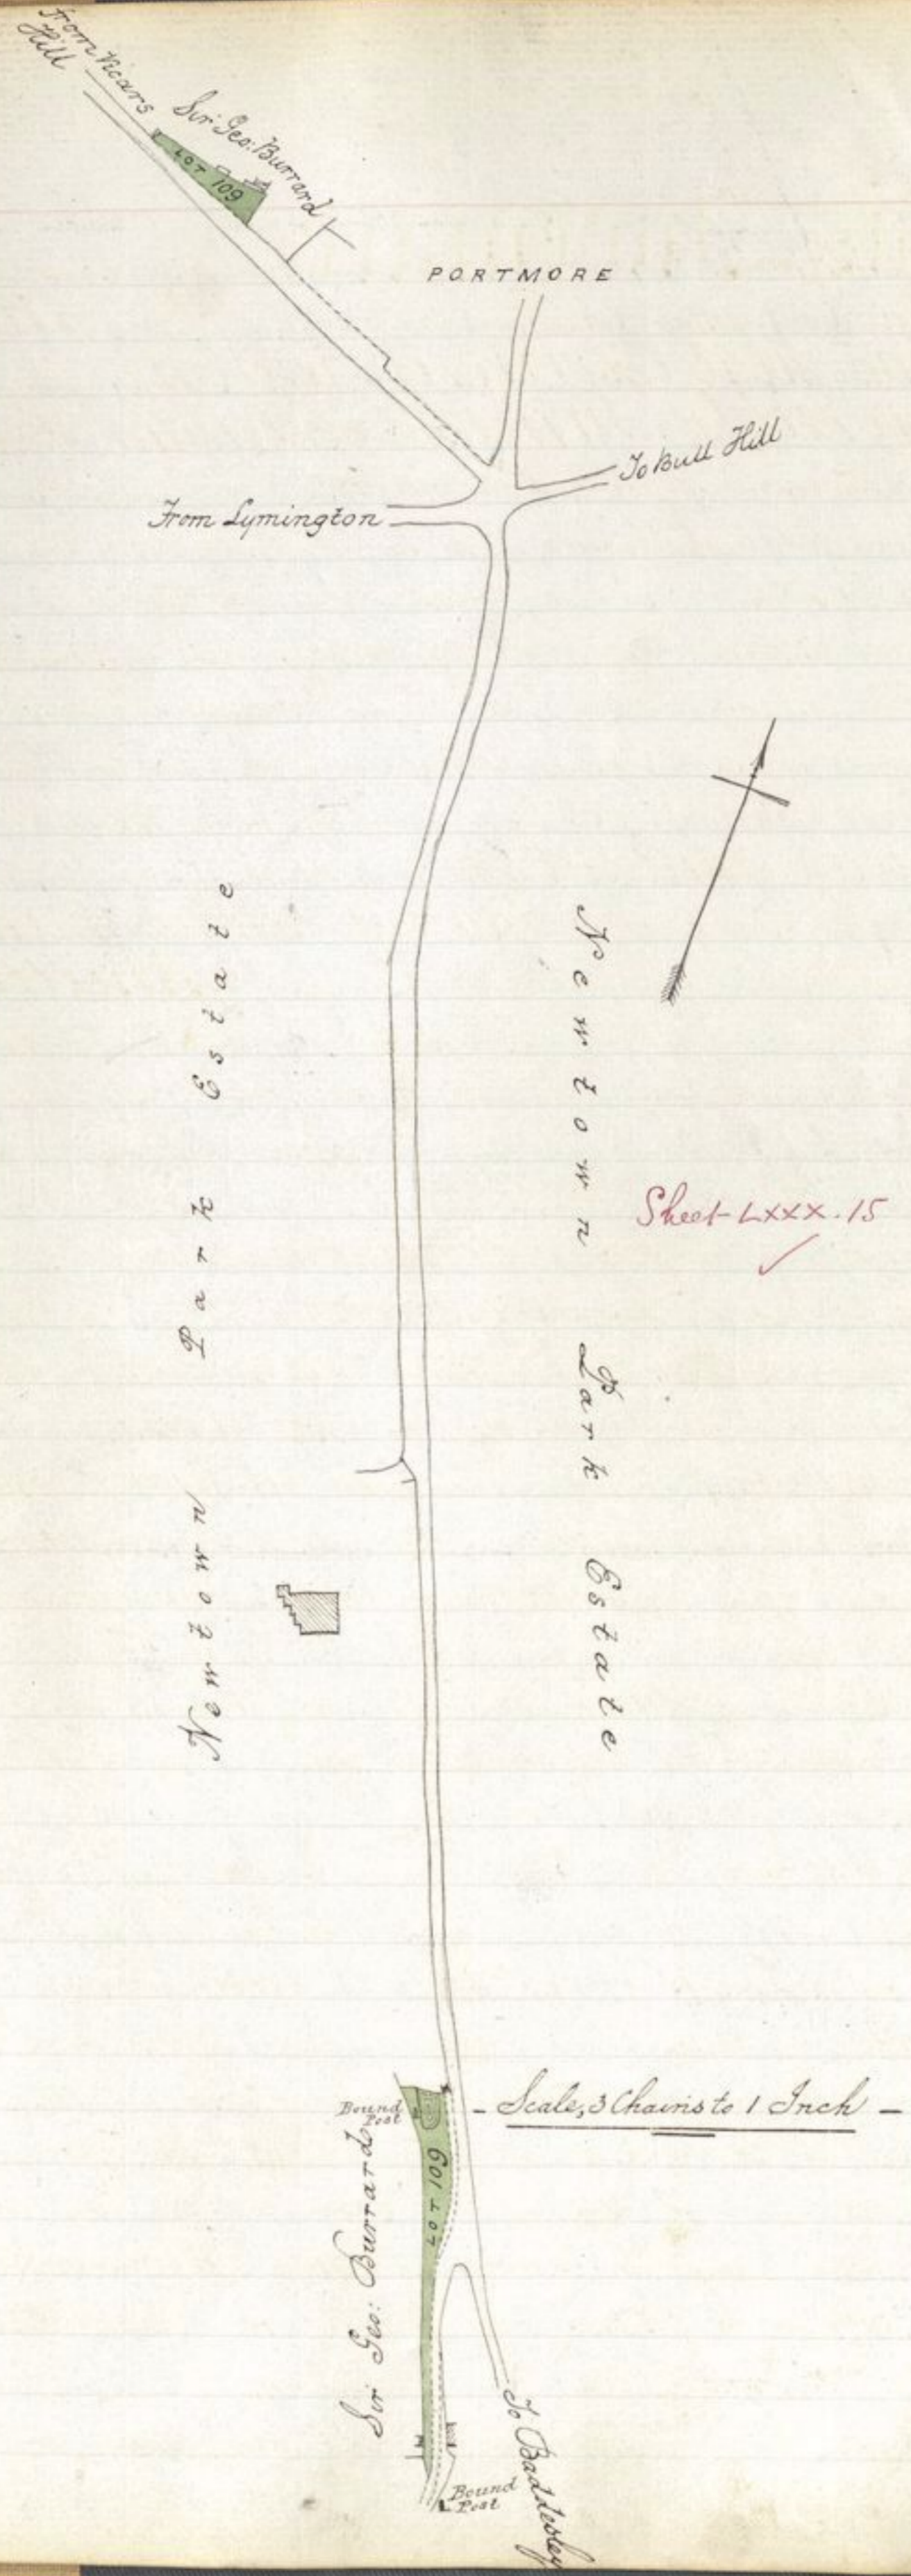 From Vicars
Hill
Sir Geo: Burrard
LOT 109
PORTMORE
To Bull Hill
From Lymington
Newtown Park Estate
Newtown Park Estate
Sheet LXXX. 15
Bound
Post
- Scale, 3 Chains to 1 Inch -
LOT 109
Sir Geo: Burrard
To Baddesley
Bound
Post